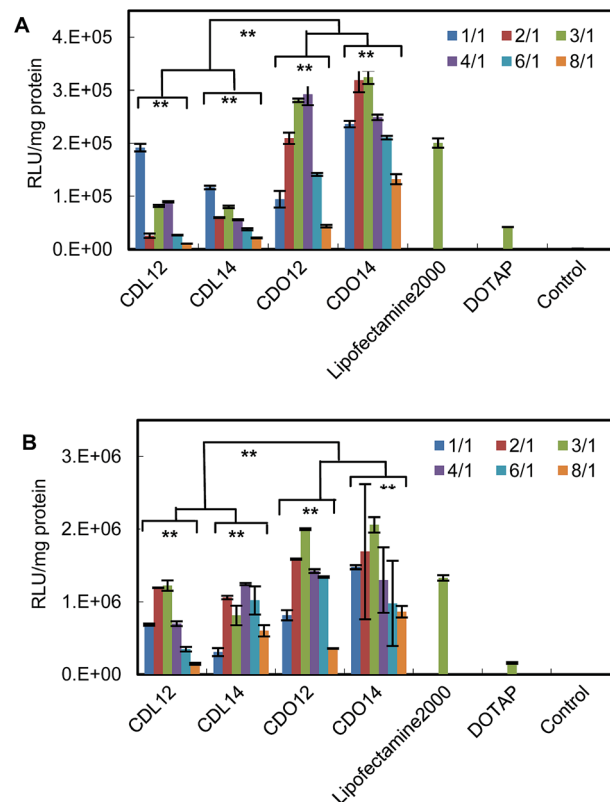 A
RLU/mg protein
4.E+05
3.E+05
2.E+05
1.E+05
0.E+00
1/1 2/1 3/1
4/1 6/1 8/1
**
**
**
**
**
CDL12
CDL14
CDO12
CDO14
Lipofectamine2000
DOTAP
Control
B
RLU/mg protein
3.E+06
2.E+06
1.E+06
0.E+00
1/1 2/1 3/1
4/1 6/1 8/1
**
**
**
**
**
CDL12
CDL14
CDO12
CDO14
Lipofectamine2000
DOTAP
Control